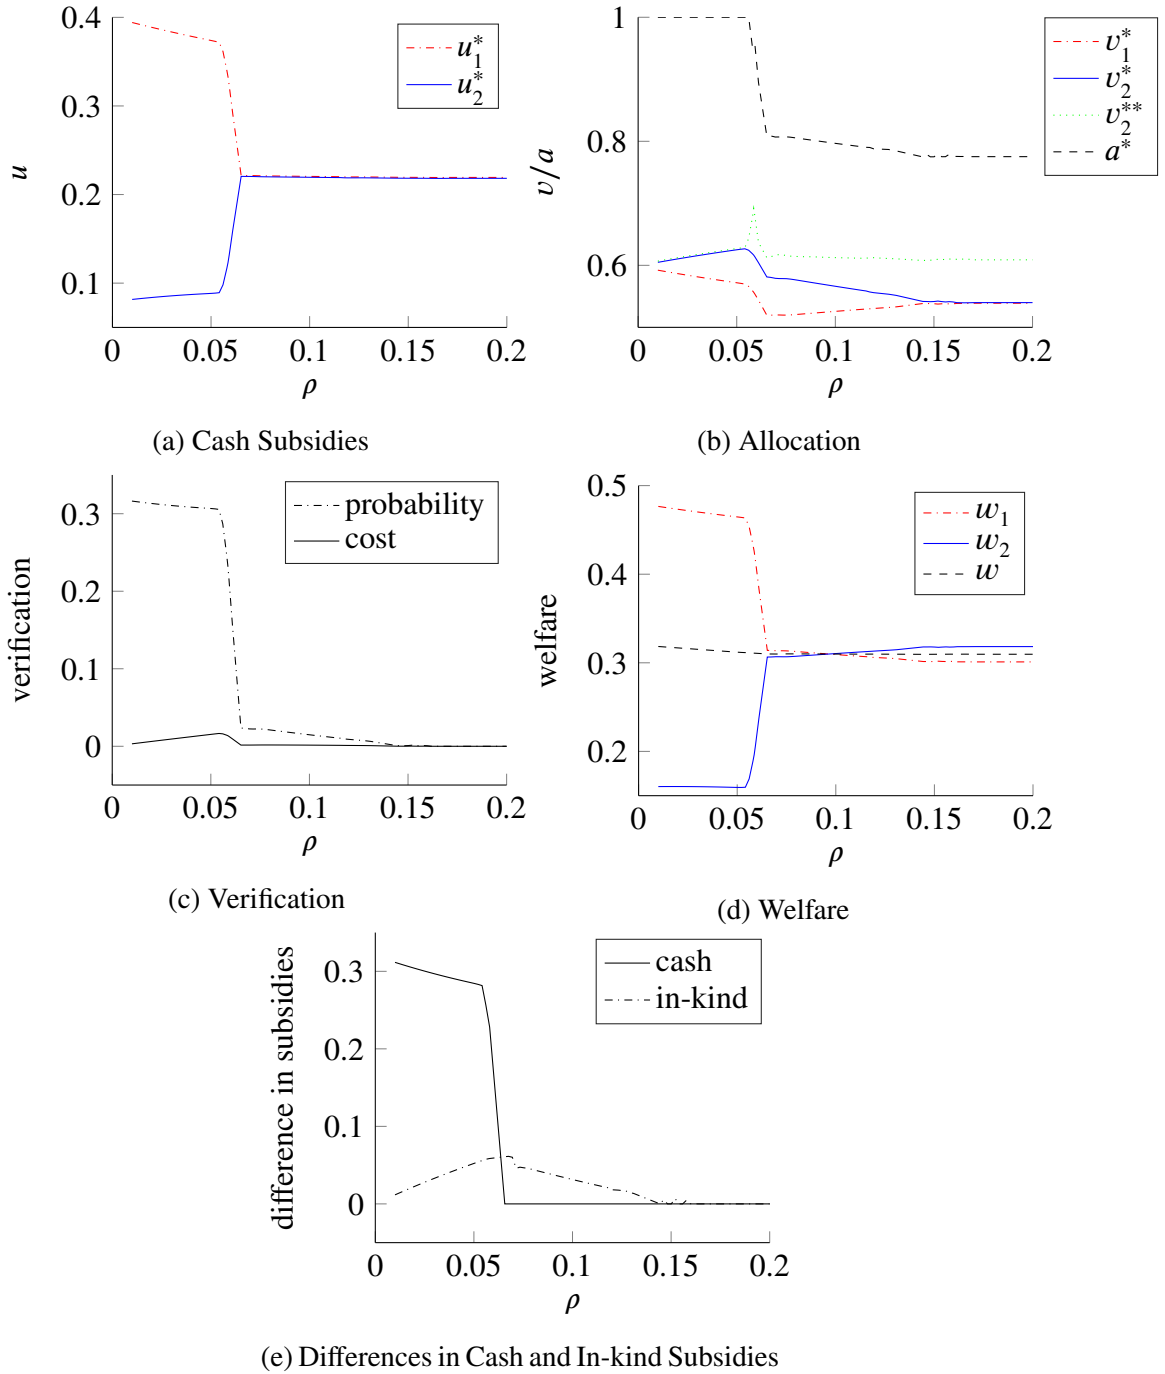 0.4
0.3
0.2
0.1
u
0
0.05
0.1
0.15
0.2
ρ
u₁*
u₂*
(a) Cash Subsidies
1
0.8
0.6
v/a
0
0.05
0.1
0.15
0.2
ρ
v₁*
v₂*
v₂**
a*
(b) Allocation
0.3
0.2
0.1
0
verification
0
0.05
0.1
0.15
0.2
ρ
probability
cost
(c) Verification
0.5
0.4
0.3
0.2
welfare
0
0.05
0.1
0.15
0.2
ρ
w₁
w₂
w
(d) Welfare
0.3
0.2
0.1
0
difference in subsidies
0
0.05
0.1
0.15
0.2
ρ
cash
in-kind
(e) Differences in Cash and In-kind Subsidies